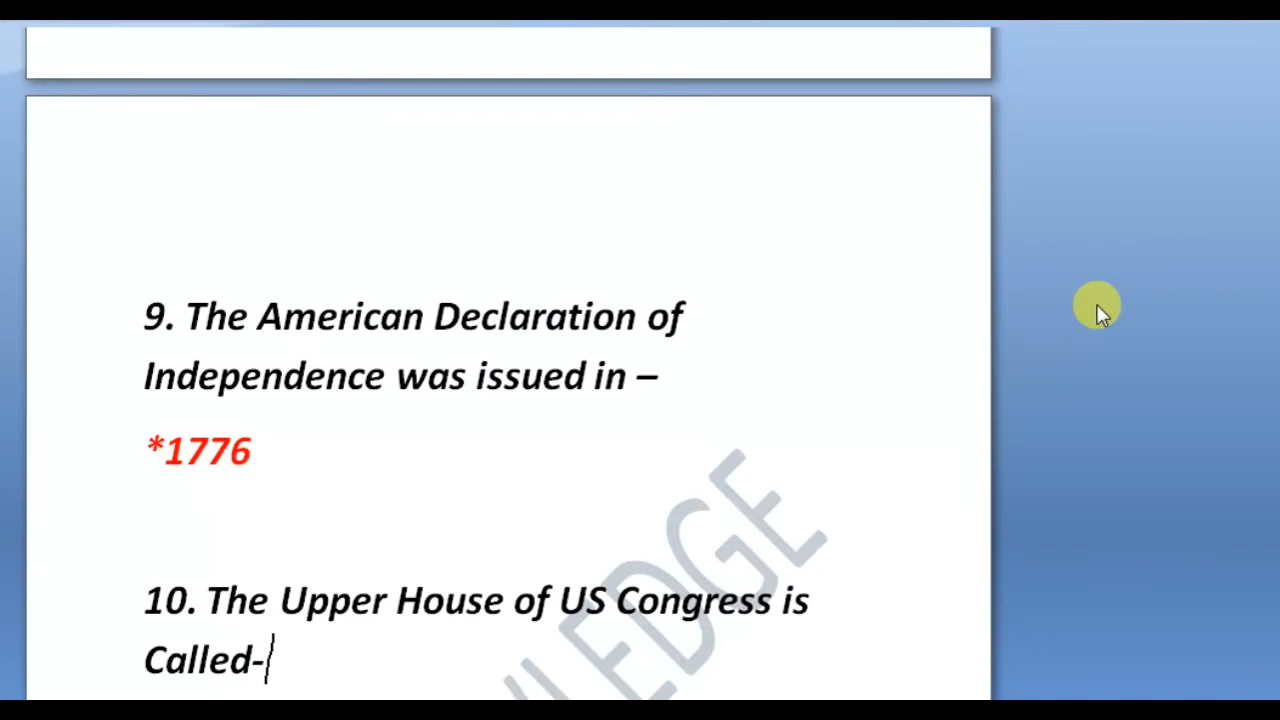 9. The American Declaration of
Independence was issued in –
*1776
10. The Upper House of US Congress is
Called-